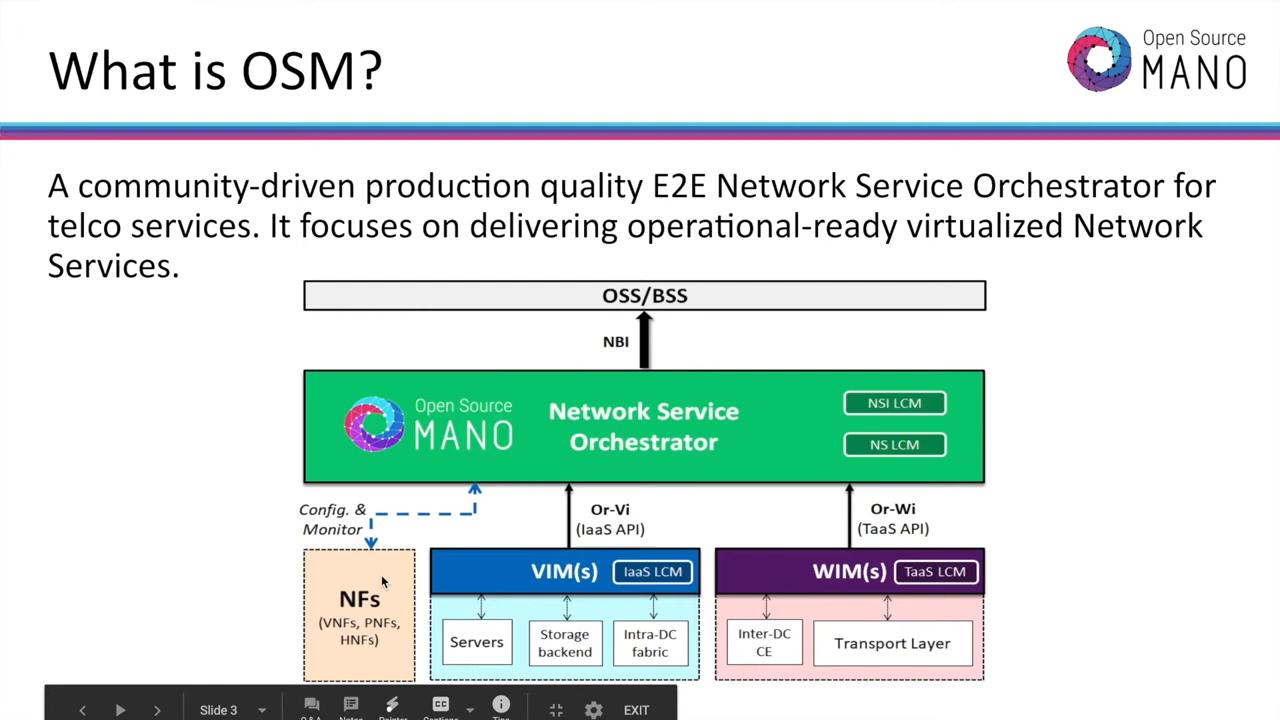 What is OSM?
Open Source
MANO
A community-driven production quality E2E Network Service Orchestrator for
telco services. It focuses on delivering operational-ready virtualized Network
Services.
OSS/BSS
NBI
Open Source
MANO
Network Service
Orchestrator
NSI LCM
NS LCM
Config. &
Monitor
Or-Vi
(IaaS API)
Or-Wi
(TaaS API)
NFs
(VNFs, PNFs,
HNFs)
VIM(s)
IaaS LCM
Servers
Storage
backend
Intra-DC
fabric
WIM(s)
TaaS LCM
Inter-DC
CE
Transport Layer
Slide 3
CC
EXIT